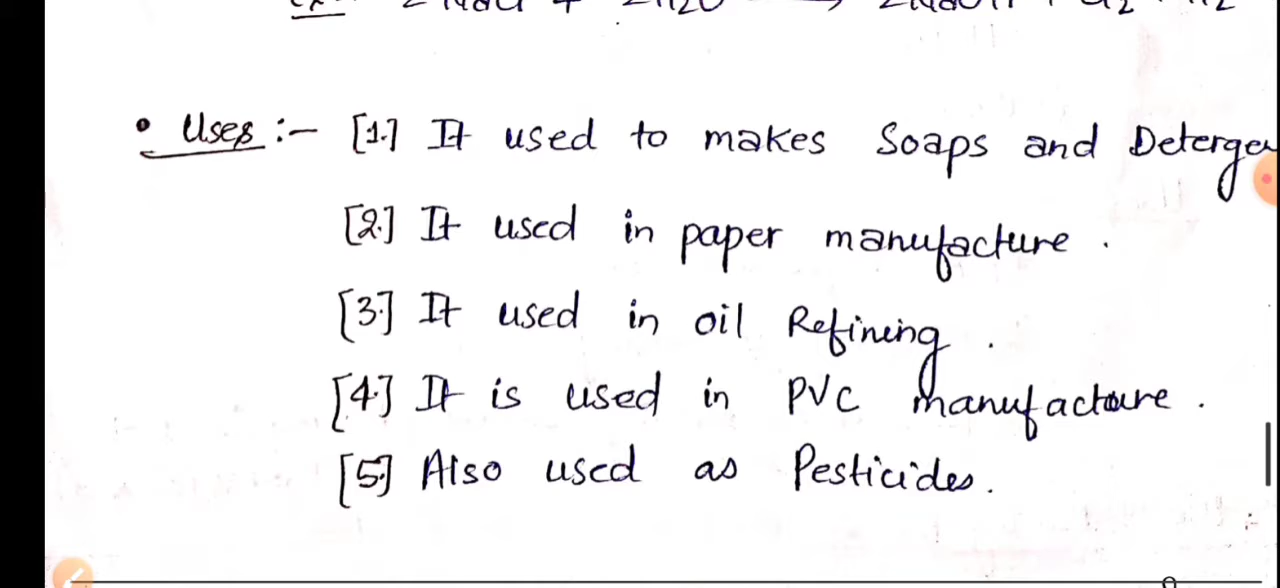 • Uses :- [1.] It used to makes Soaps and
[2.] It used in paper manufacture .
[3.] It used in oil Refining .
[4.] It is used in PVC manufacture .
[5.] Also used as Pesticides.